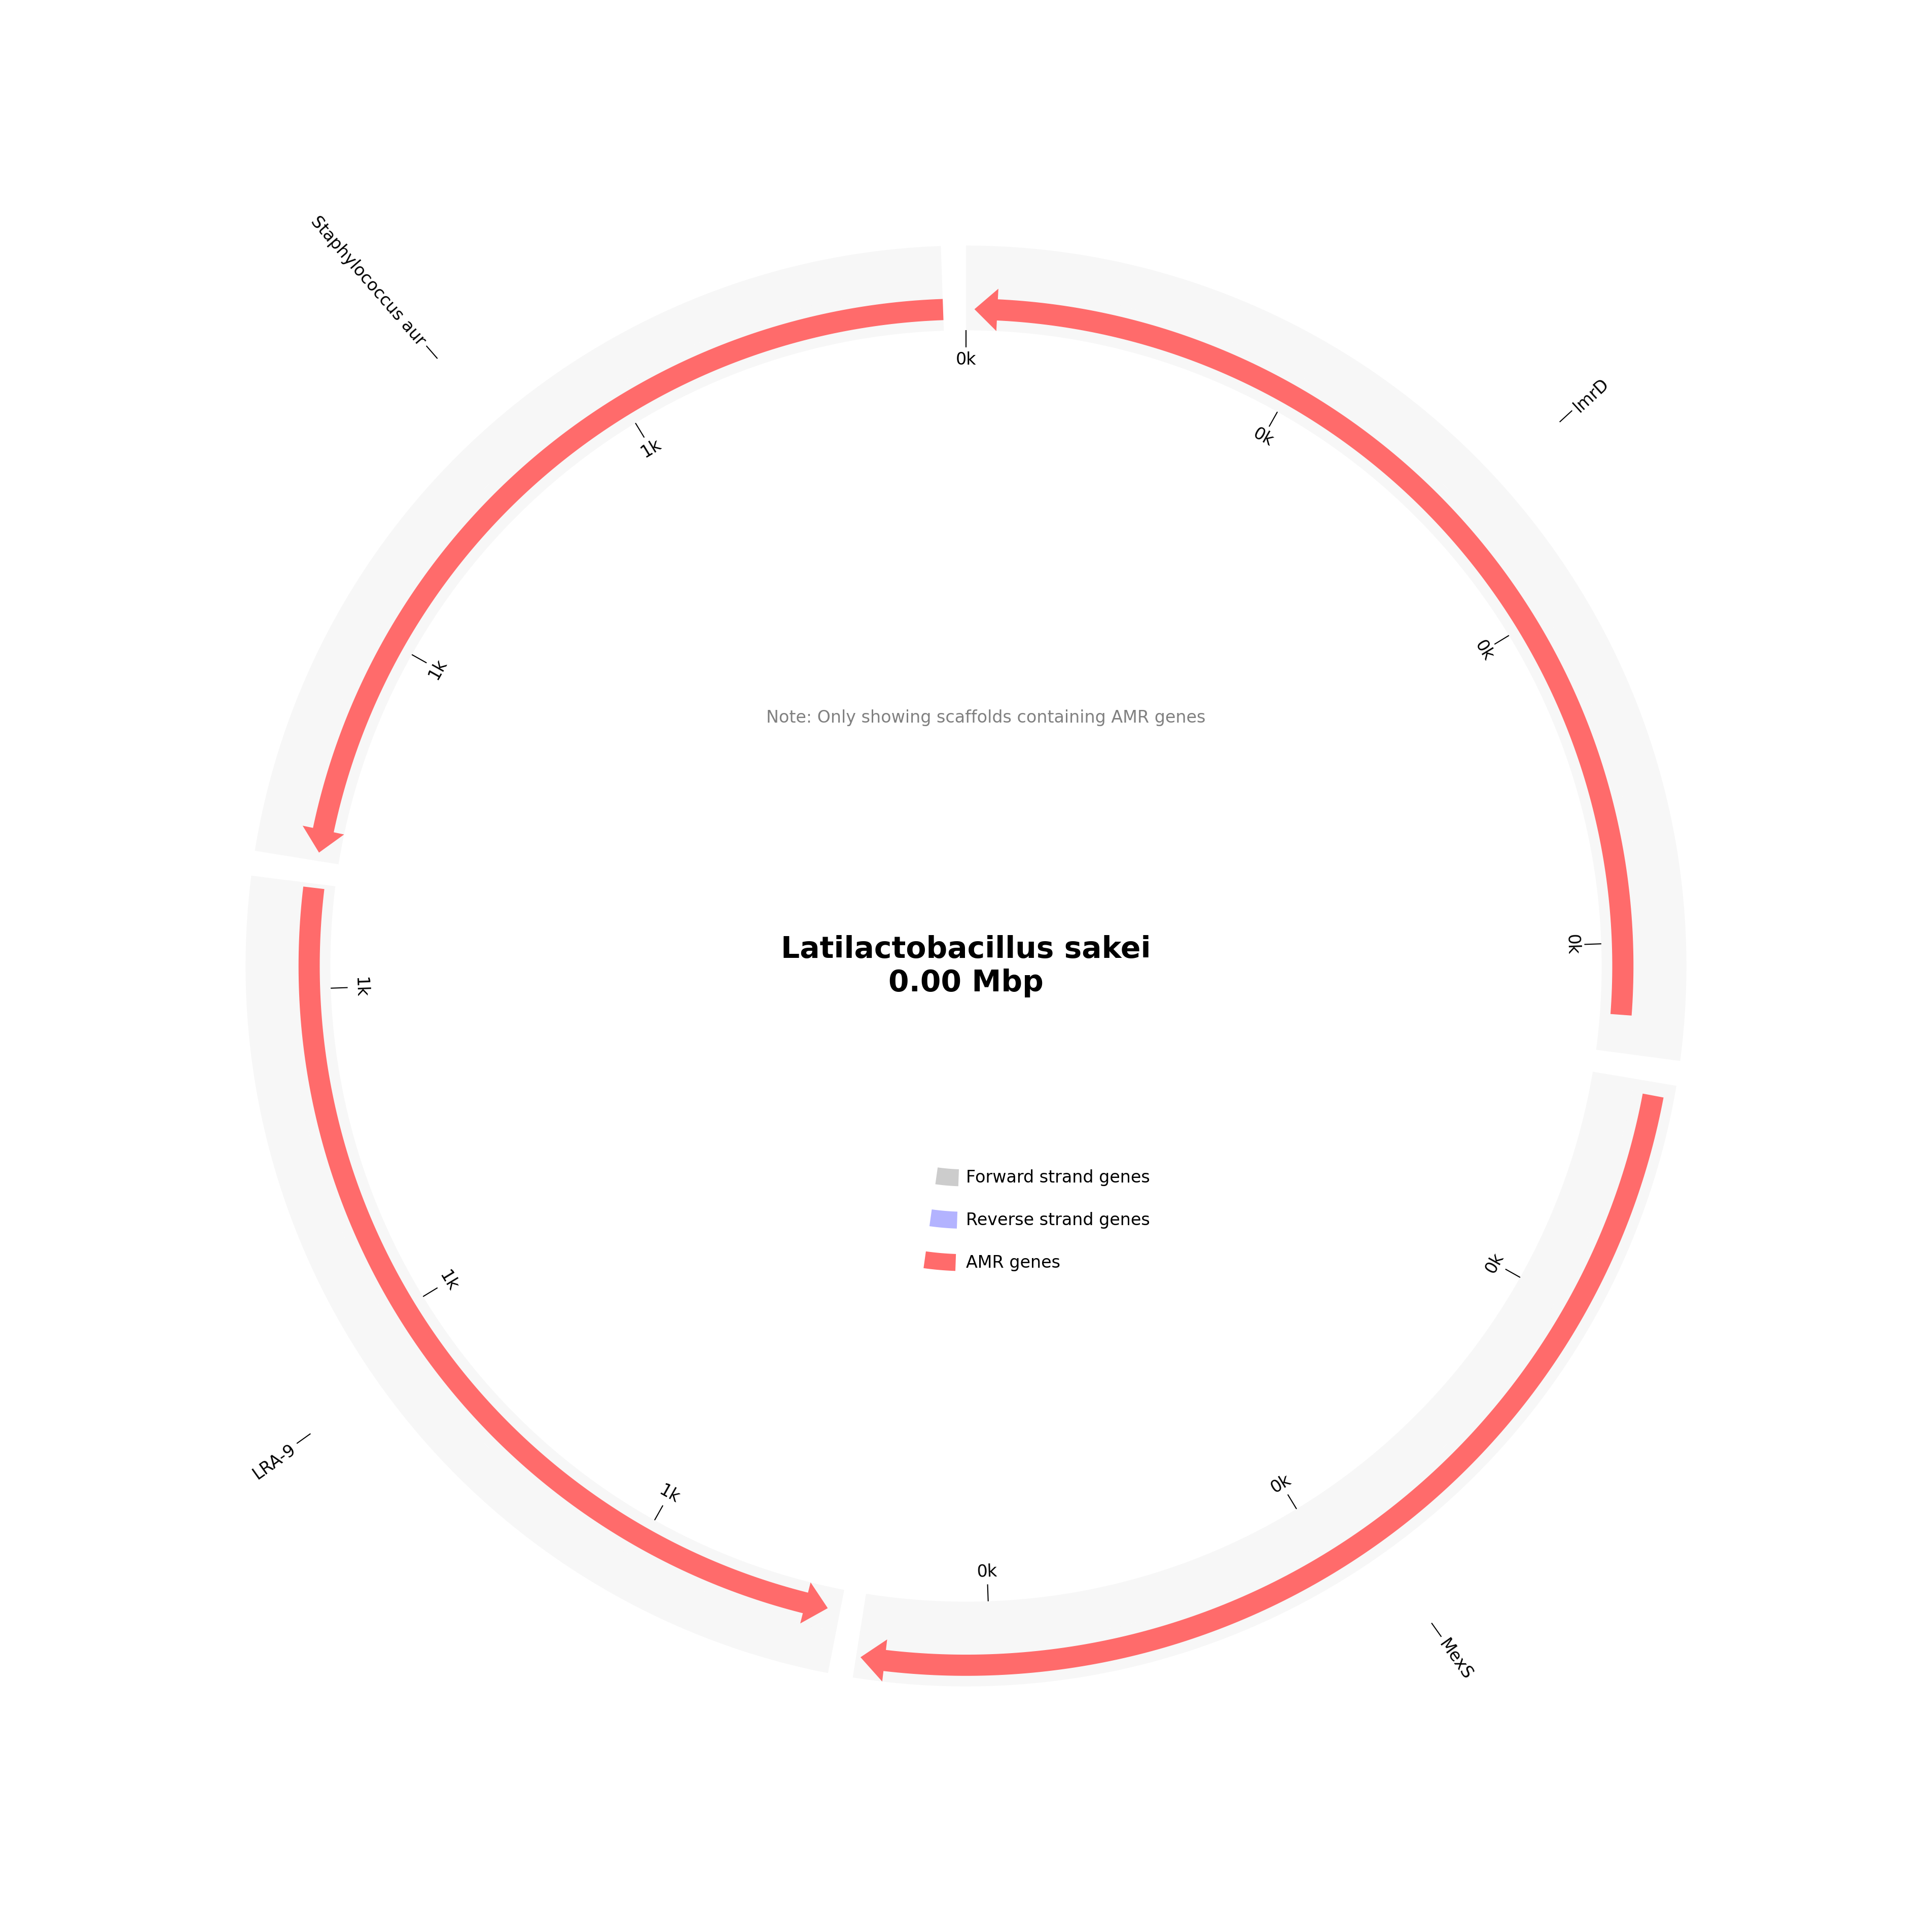 Staphylococcus aur
lmrD
0k
0k
1k
0k
1k
Note: Only showing scaffolds containing AMR genes
Latilactobacillus sakei
0.00 Mbp
0k
1k
Forward strand genes
Reverse strand genes
AMR genes
0k
1k
LRA-9
0k
1k
0k
MexS